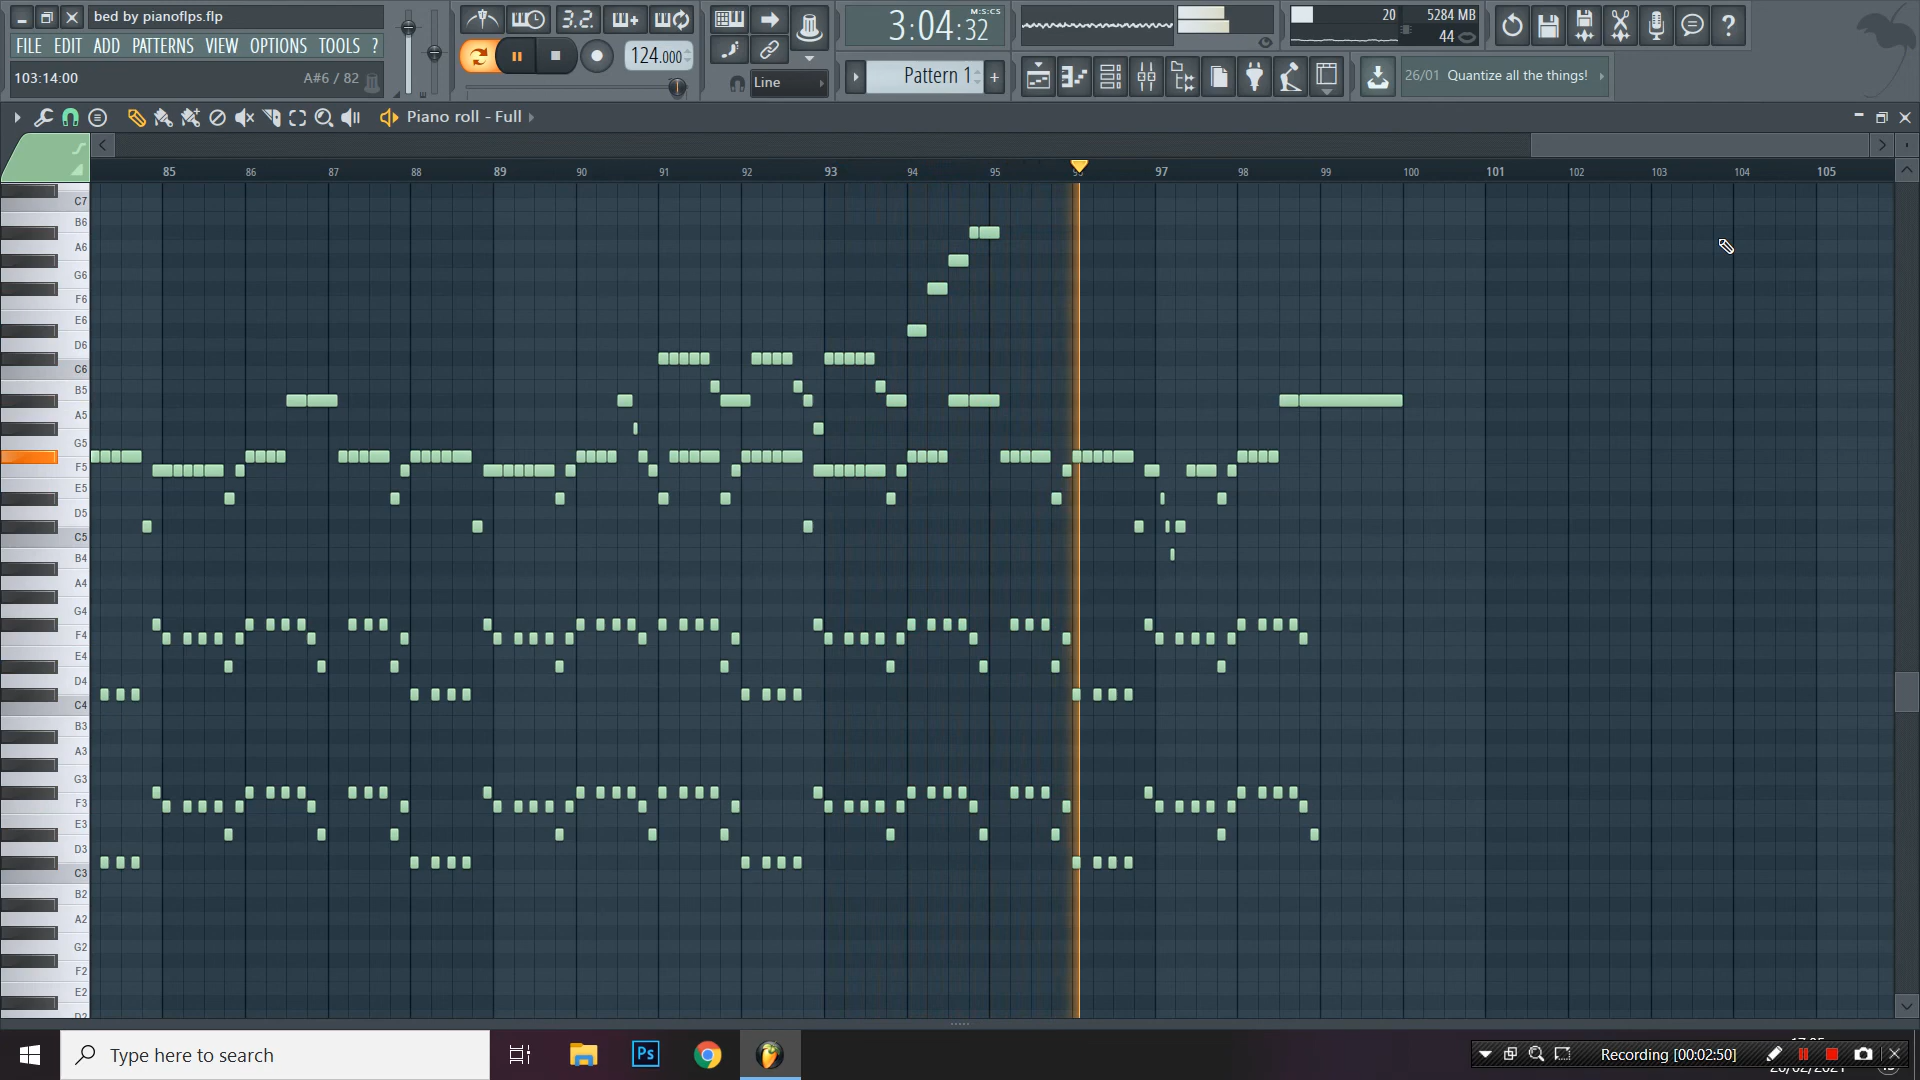 bed by pianoflps.flp
FILE EDIT ADD PATTERNS VIEW OPTIONS TOOLS ?
103:14:00 A#6 / 82
3.2.
124.000
Line
3:04:32
M:S:CS
Pattern 1
+
20 5284 MB
44
26/01 Quantize all the things!
Piano roll - Full
85 86 87 88 89 90 91 92 93 94 95 97 98 99 100 101 102 103 104 105
C7
B6
A6
G6
F6
E6
D6
C6
B5
A5
G5
F5
E5
D5
C5
B4
A4
G4
F4
E4
D4
C4
B3
A3
G3
F3
E3
D3
C3
B2
A2
G2
F2
E2
D2
Type here to search
Ps
Recording [00:02:50]